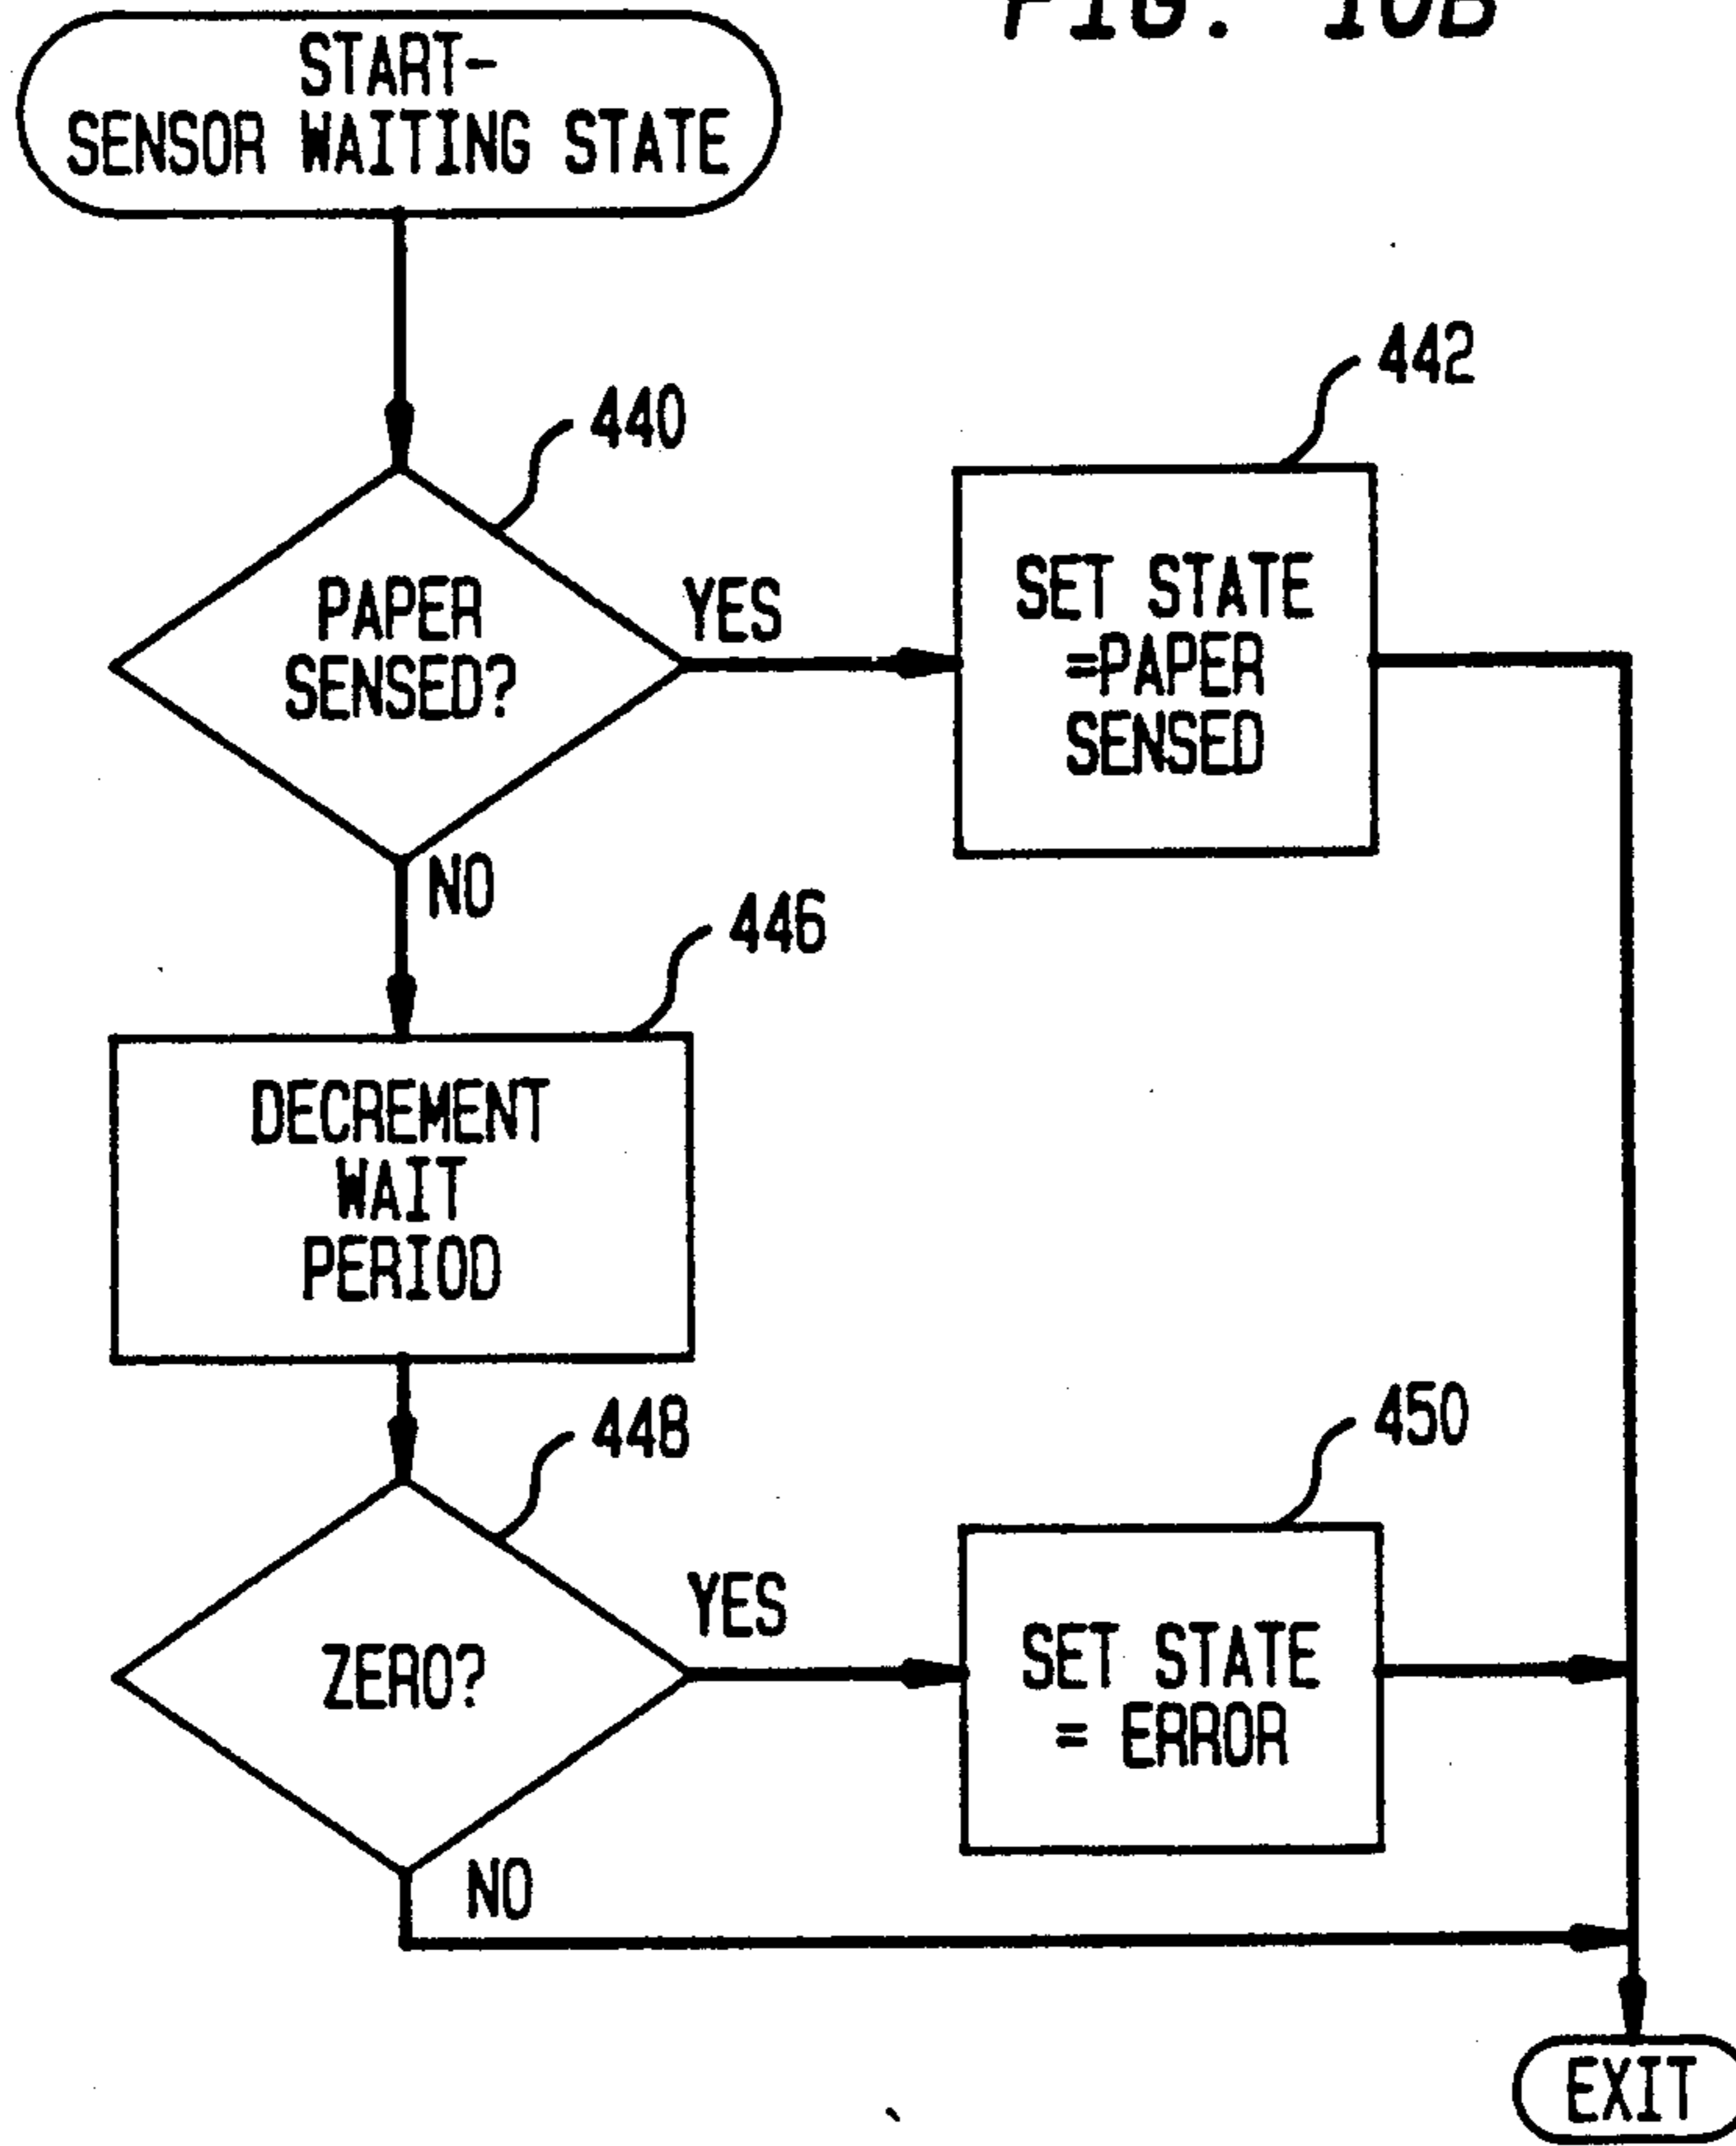 FIG. 10B
START-
SENSOR WAITING STATE
440
442
PAPER
SENSED?
YES
SET STATE
=PAPER
SENSED
NO
446
DECREMENT
WAIT
PERIOD
448
450
ZERO?
YES
SET STATE
= ERROR
NO
EXIT